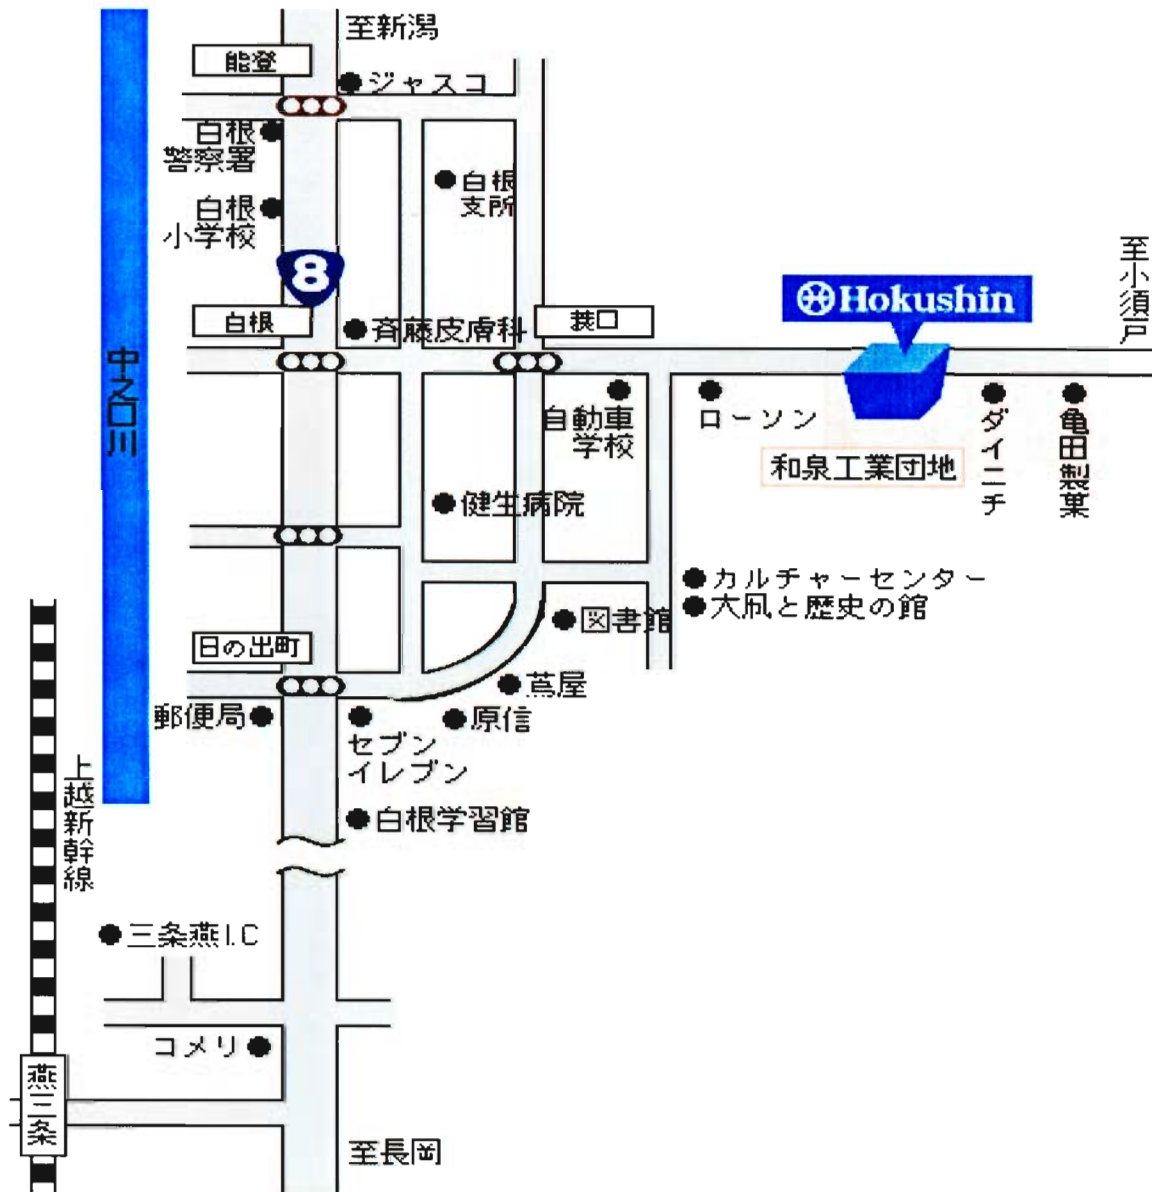 至新潟
能登
ジャスコ
白根
警察署
白根
支所
白根
小学校
至小須戸
8
Hokushin
白根
斉藤皮膚科
中之口川
自動車
学校
ローソン
ダイニチ
亀田製菓
和泉工業団地
健生病院
カルチャーセンター
大凧と歴史の館
図書館
日の出町
蔦屋
郵便局
原信
セブン
イレブン
上越新幹線
白根学習館
三条燕I.C
コメリ
燕三条
至長岡